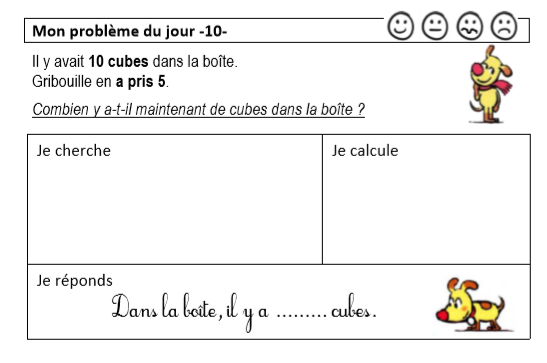 Mon problème du jour -10-
Il y avait 10 cubes dans la boîte.
Gribouille en a pris 5.
Combien y a-t-il maintenant de cubes dans la boîte ?
Je cherche
Je calcule
Je réponds
Dans la boîte, il y a ......... cubes.